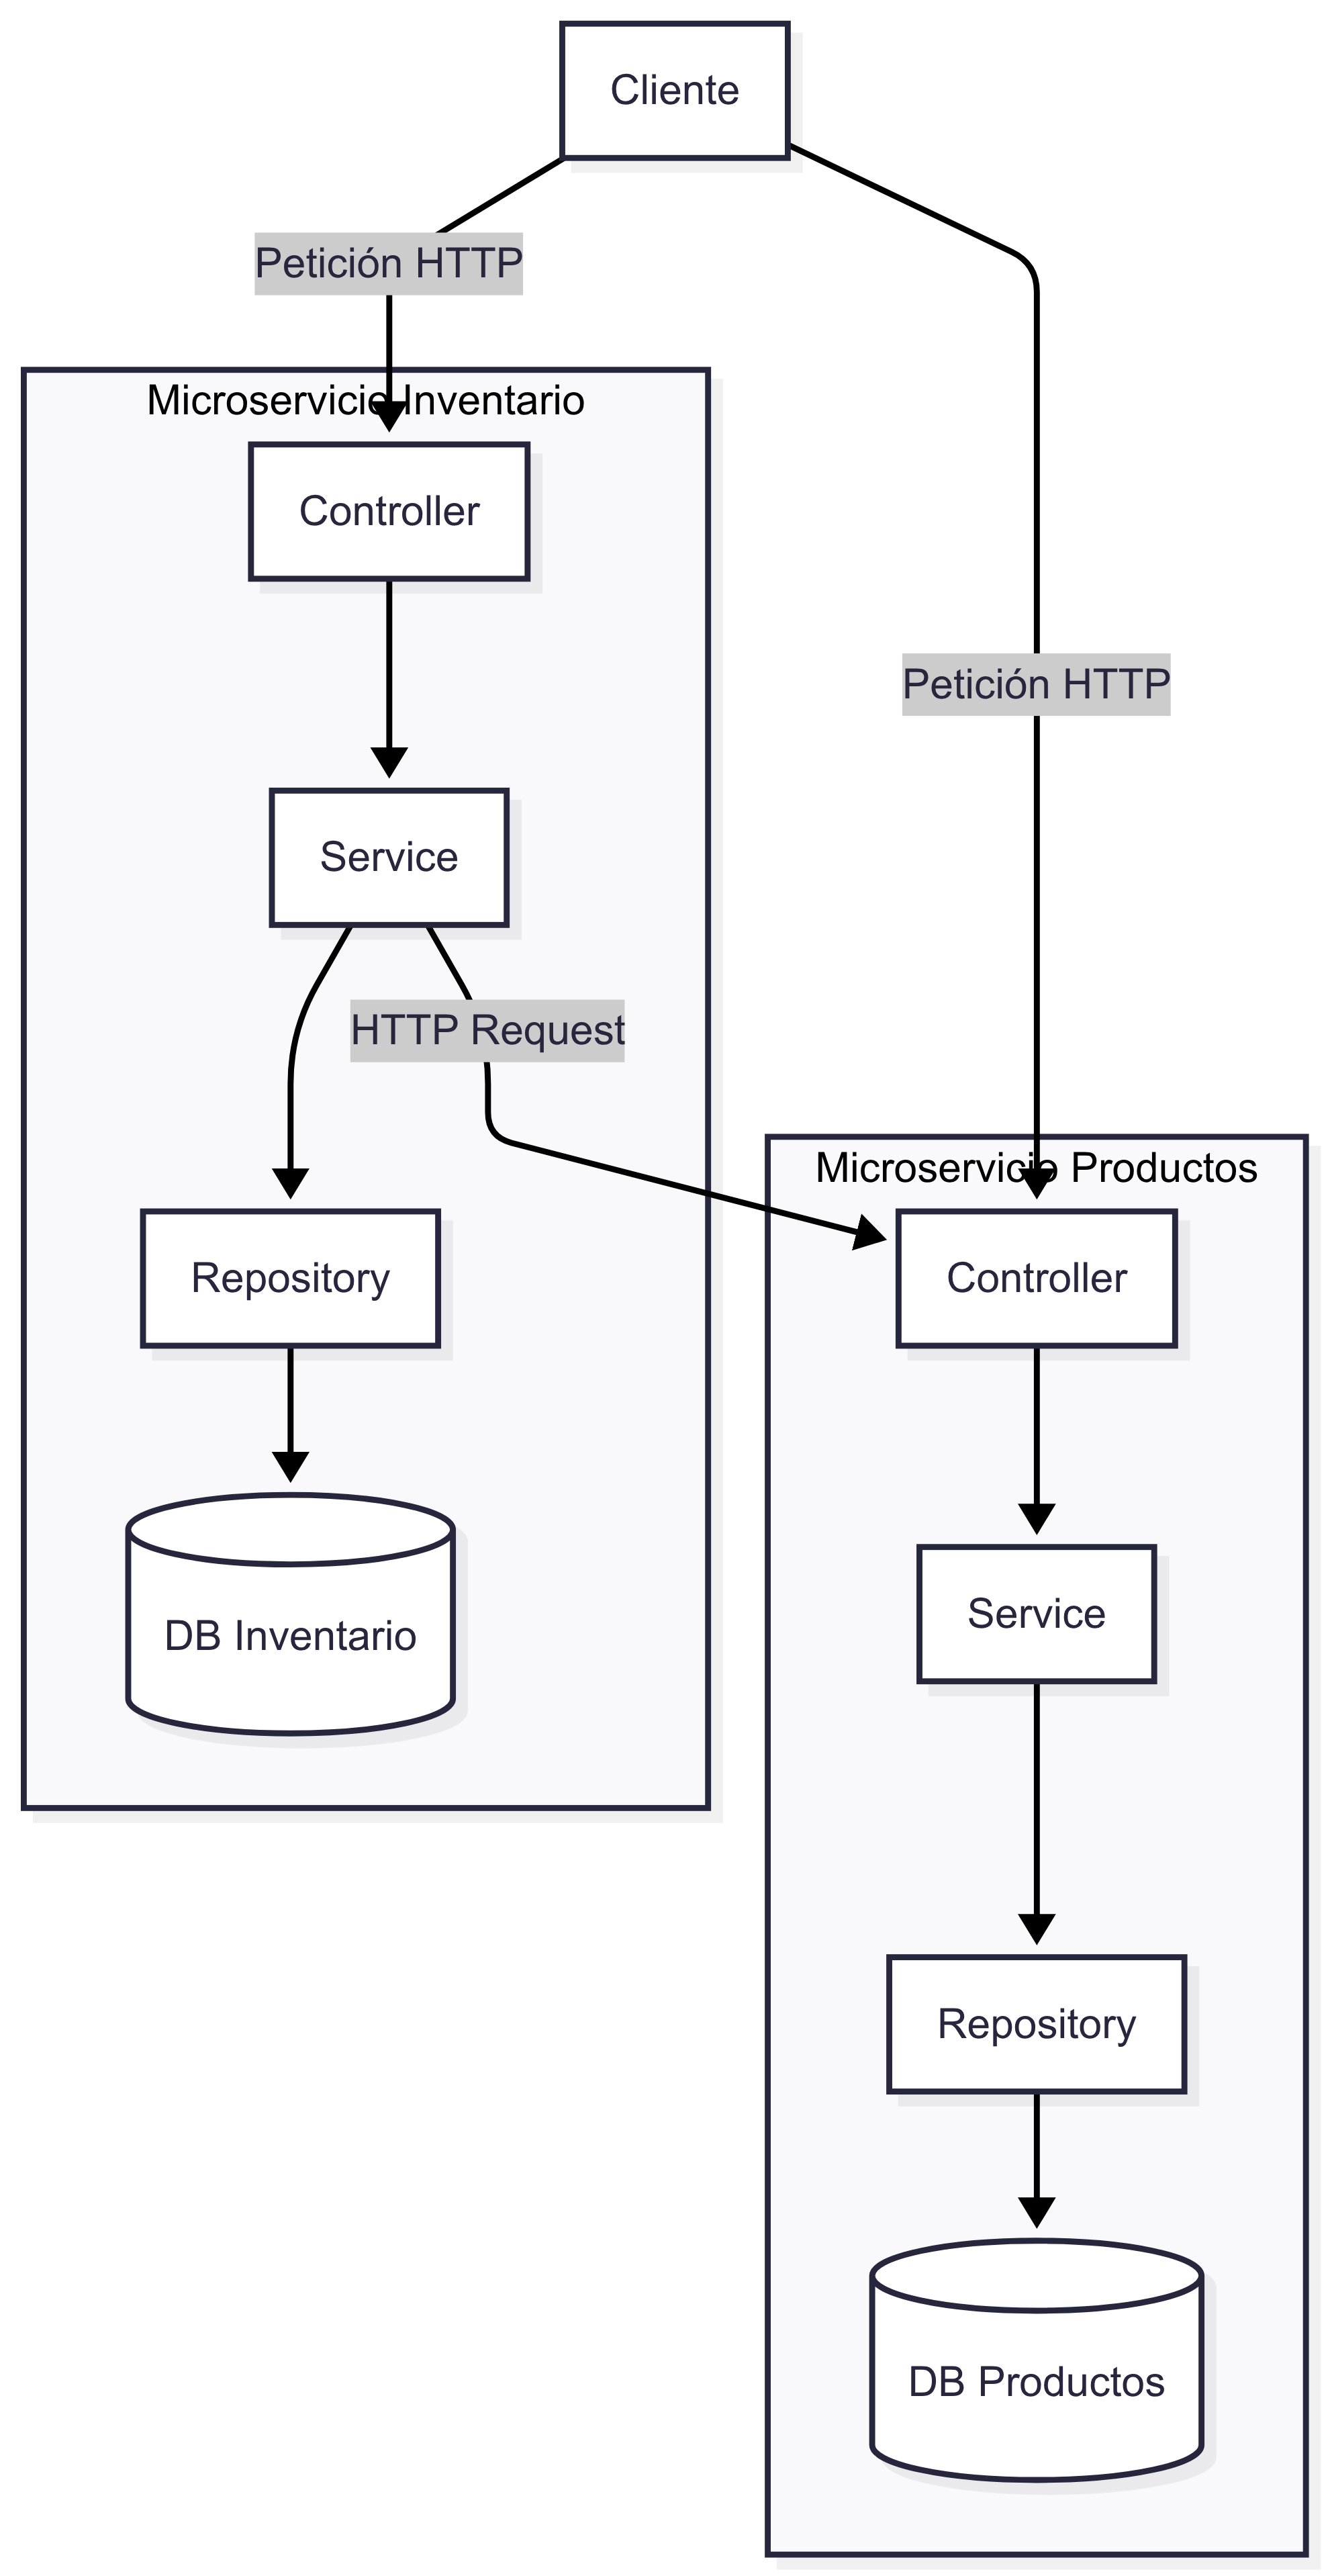 Cliente
Petición HTTP
Microservicio Inventario
Controller
Petición HTTP
Service
HTTP Request
Microservicio Productos
Repository
Controller
DB Inventario
Service
Repository
DB Productos